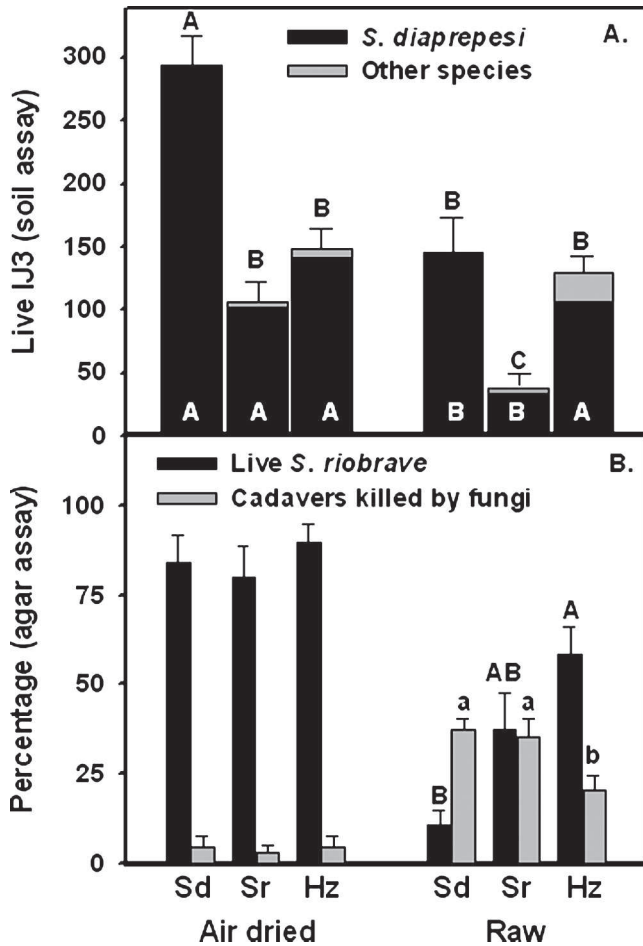 A
S. diaprepesi
A.
Other species
Live IJ3 (soil assay)
300
250
200
150
100
50
0
B
B
B
B
C
A
A
A
B
B
A
Live S. riobrave
B.
Cadavers killed by fungi
Percentage (agar assay)
100
75
50
25
0
B
a
AB
a
A
b
Sd
Sr
Hz
Sd
Sr
Hz
Air dried
Raw